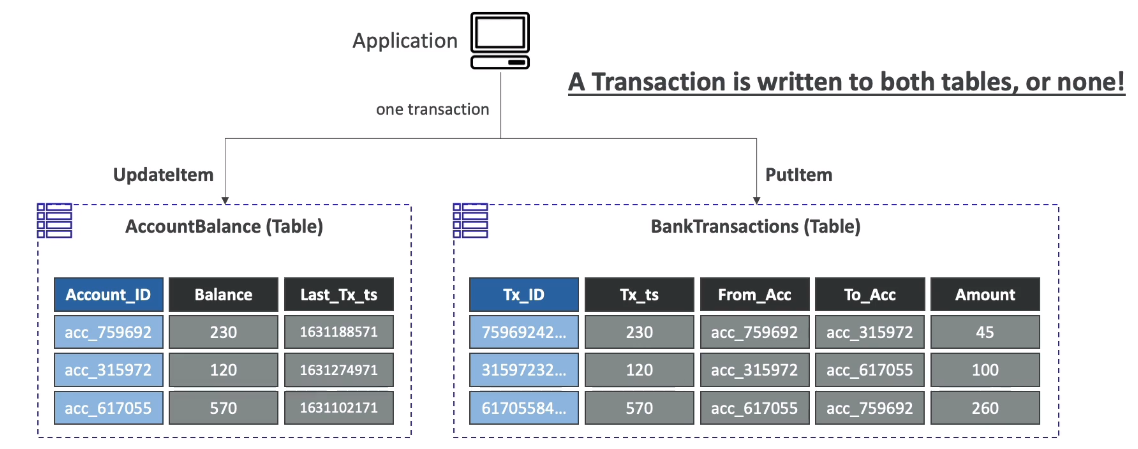 Application
A Transaction is written to both tables, or none!
one transaction
UpdateItem
PutItem
AccountBalance (Table)
Account_ID Balance Last_Tx_ts
acc_759692 230 1631188571
acc_315972 120 1631274971
acc_617055 570 1631102171
BankTransactions (Table)
Tx_ID Tx_ts From_Acc To_Acc Amount
75969242... 230 acc_759692 acc_315972 45
31597232... 120 acc_315972 acc_617055 100
61705584... 570 acc_617055 acc_759692 260